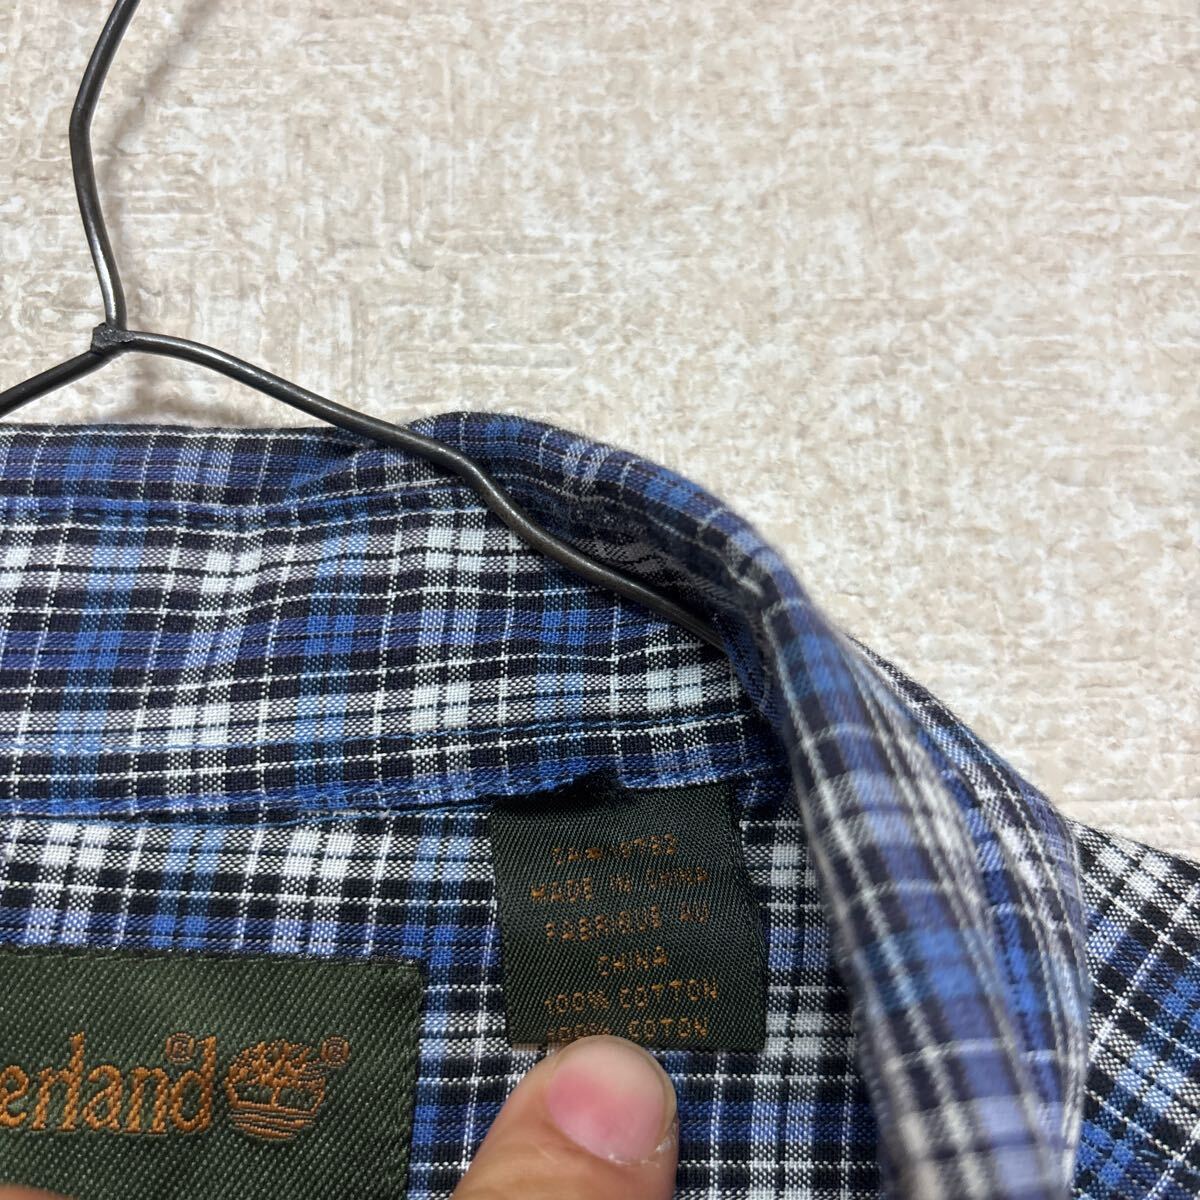 MADE IN CHINA
FABRIQUE AU
CHINA
100% COTTON
100% COTON
erland®
®